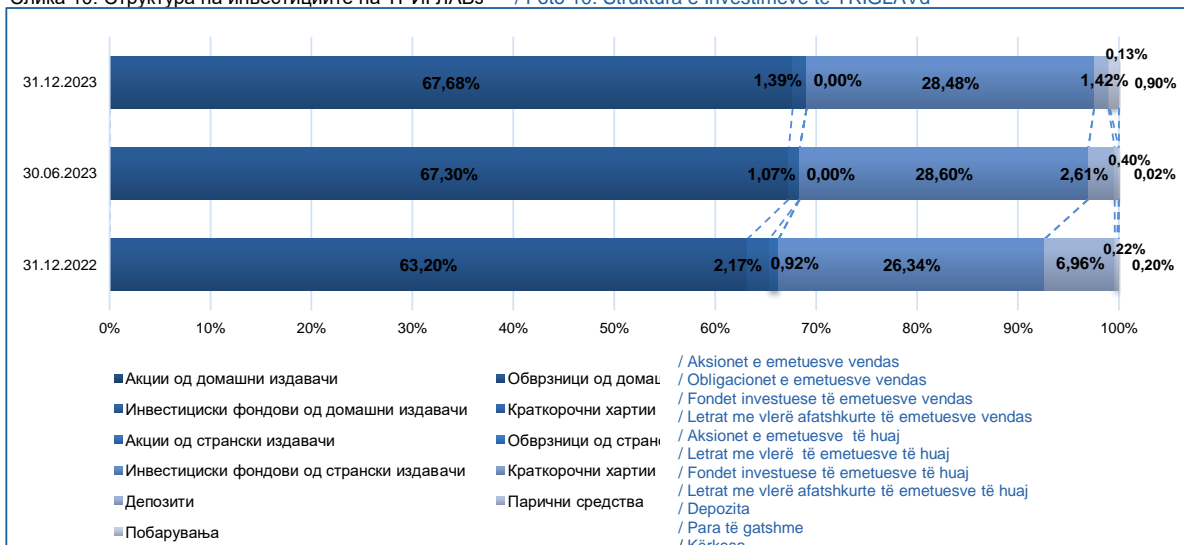 Слика 10: Структура на инвестициите на ТРИГЛАВз / Foto 10: Struktura e investimeve të TRIGLAVd
0,13%
31.12.2023 67,68% 1,39% 0,00% 28,48% 1,42% 0,90%
0,40%
30.06.2023 67,30% 1,07% 0,00% 28,60% 2,61% 0,02%
0,22%
31.12.2022 63,20% 2,17% 0,92% 26,34% 6,96% 0,20%
0% 10% 20% 30% 40% 50% 60% 70% 80% 90% 100%
Акции од домашни издавачи
Обврзници од домаш
Инвестициски фондови од домашни издавачи
Краткорочни хартии
Акции од странски издавачи
Обврзници од стран
Инвестициски фондови од странски издавачи
Краткорочни хартии
Депозити
Парични средства
Побарувања
/ Aksionet e emetuesve vendas
/ Obligacionet e emetuesve vendas
/ Fondet investuese të emetuesve vendas
/ Letrat me vlerë afatshkurte të emetuesve vendas
/ Aksionet e emetuesve të huaj
/ Letrat me vlerë të emetuesve të huaj
/ Fondet investuese të emetuesve të huaj
/ Letrat me vlerë afatshkurte të emetuesve të huaj
/ Depozita
/ Para të gatshme
/ Kërkesa